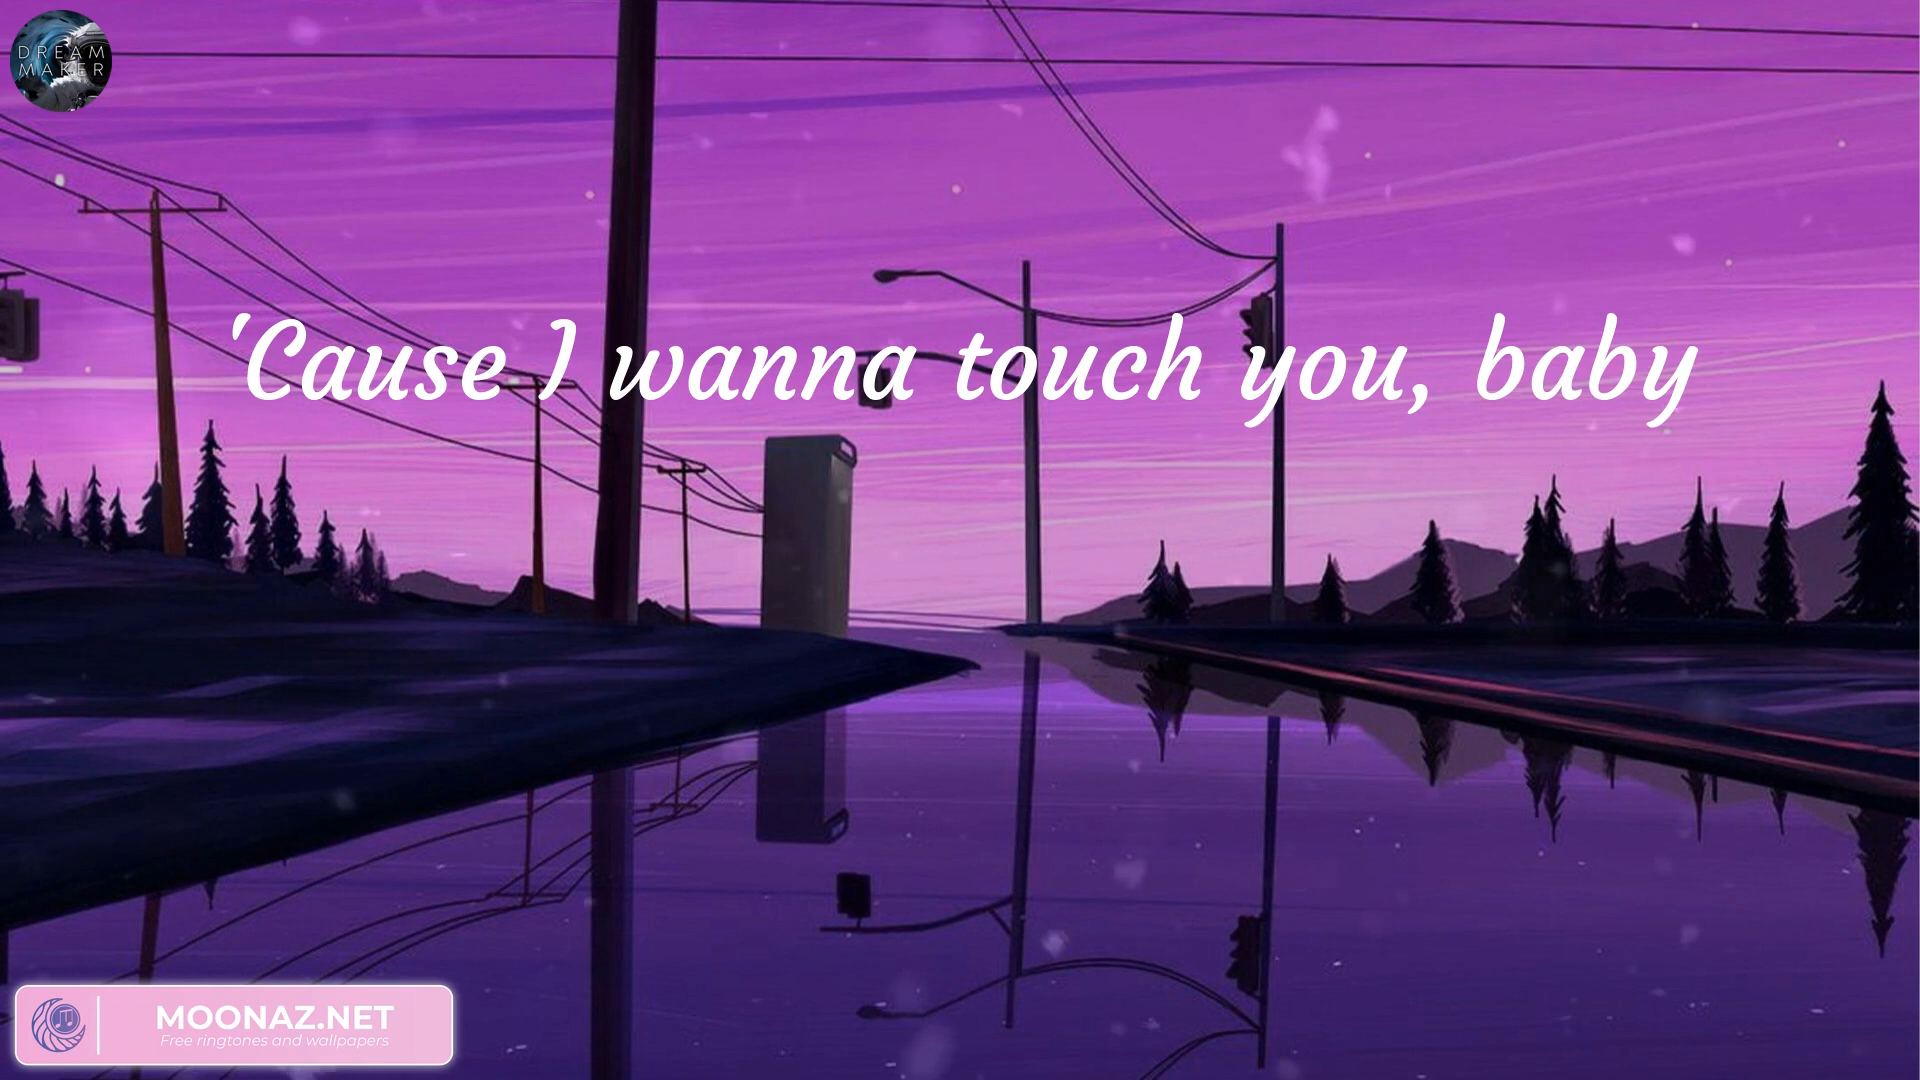 DREAM
MAKER
'Cause I wanna touch you, baby
MOONAZ.NET
Free ringtones and wallpapers